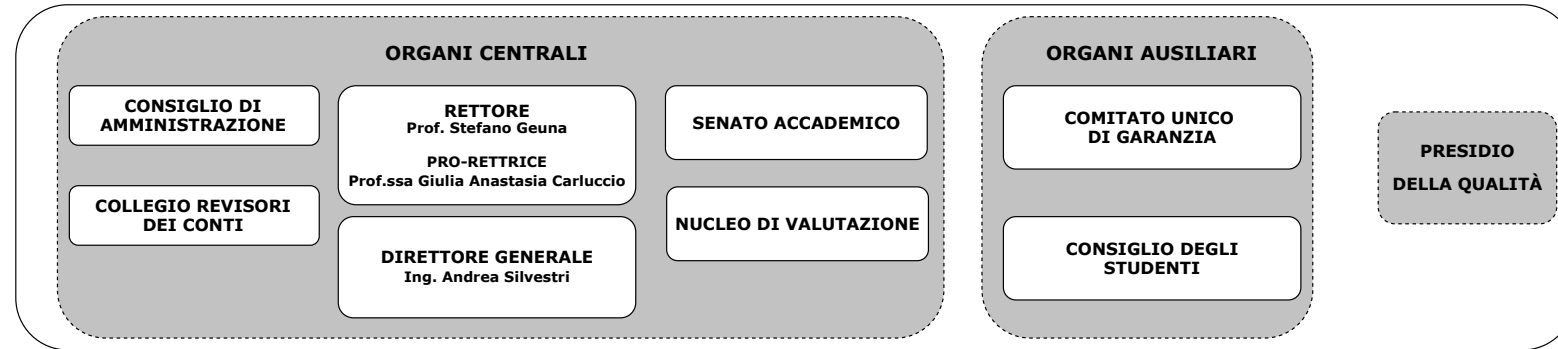 ORGANI CENTRALI
CONSIGLIO DI
AMMINISTRAZIONE
COLLEGIO REVISORI
DEI CONTI
RETTORE
Prof. Stefano Geuna
PRO-RETTRICE
Prof.ssa Giulia Anastasia Carluccio
DIRETTORE GENERALE
Ing. Andrea Silvestri
SENATO ACCADEMICO
NUCLEO DI VALUTAZIONE
ORGANI AUSILIARI
COMITATO UNICO
DI GARANZIA
CONSIGLIO DEGLI
STUDENTI
PRESIDIO
DELLA QUALITÀ